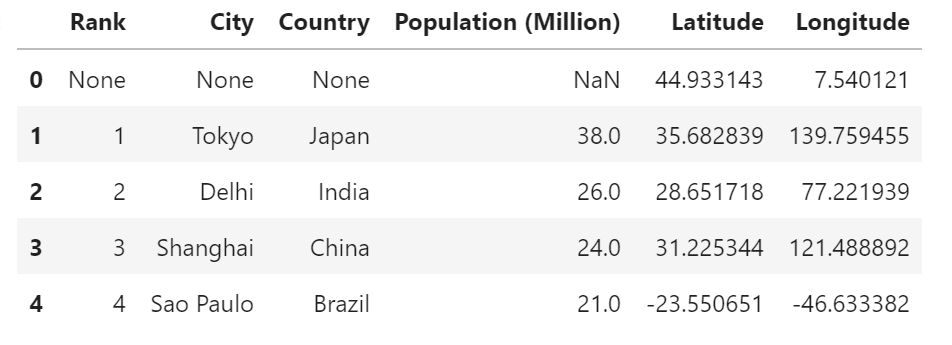 Rank City Country Population (Million) Latitude Longitude
0 None None None NaN 44.933143 7.540121
1 1 Tokyo Japan 38.0 35.682839 139.759455
2 2 Delhi India 26.0 28.651718 77.221939
3 3 Shanghai China 24.0 31.225344 121.488892
4 4 Sao Paulo Brazil 21.0 -23.550651 -46.633382